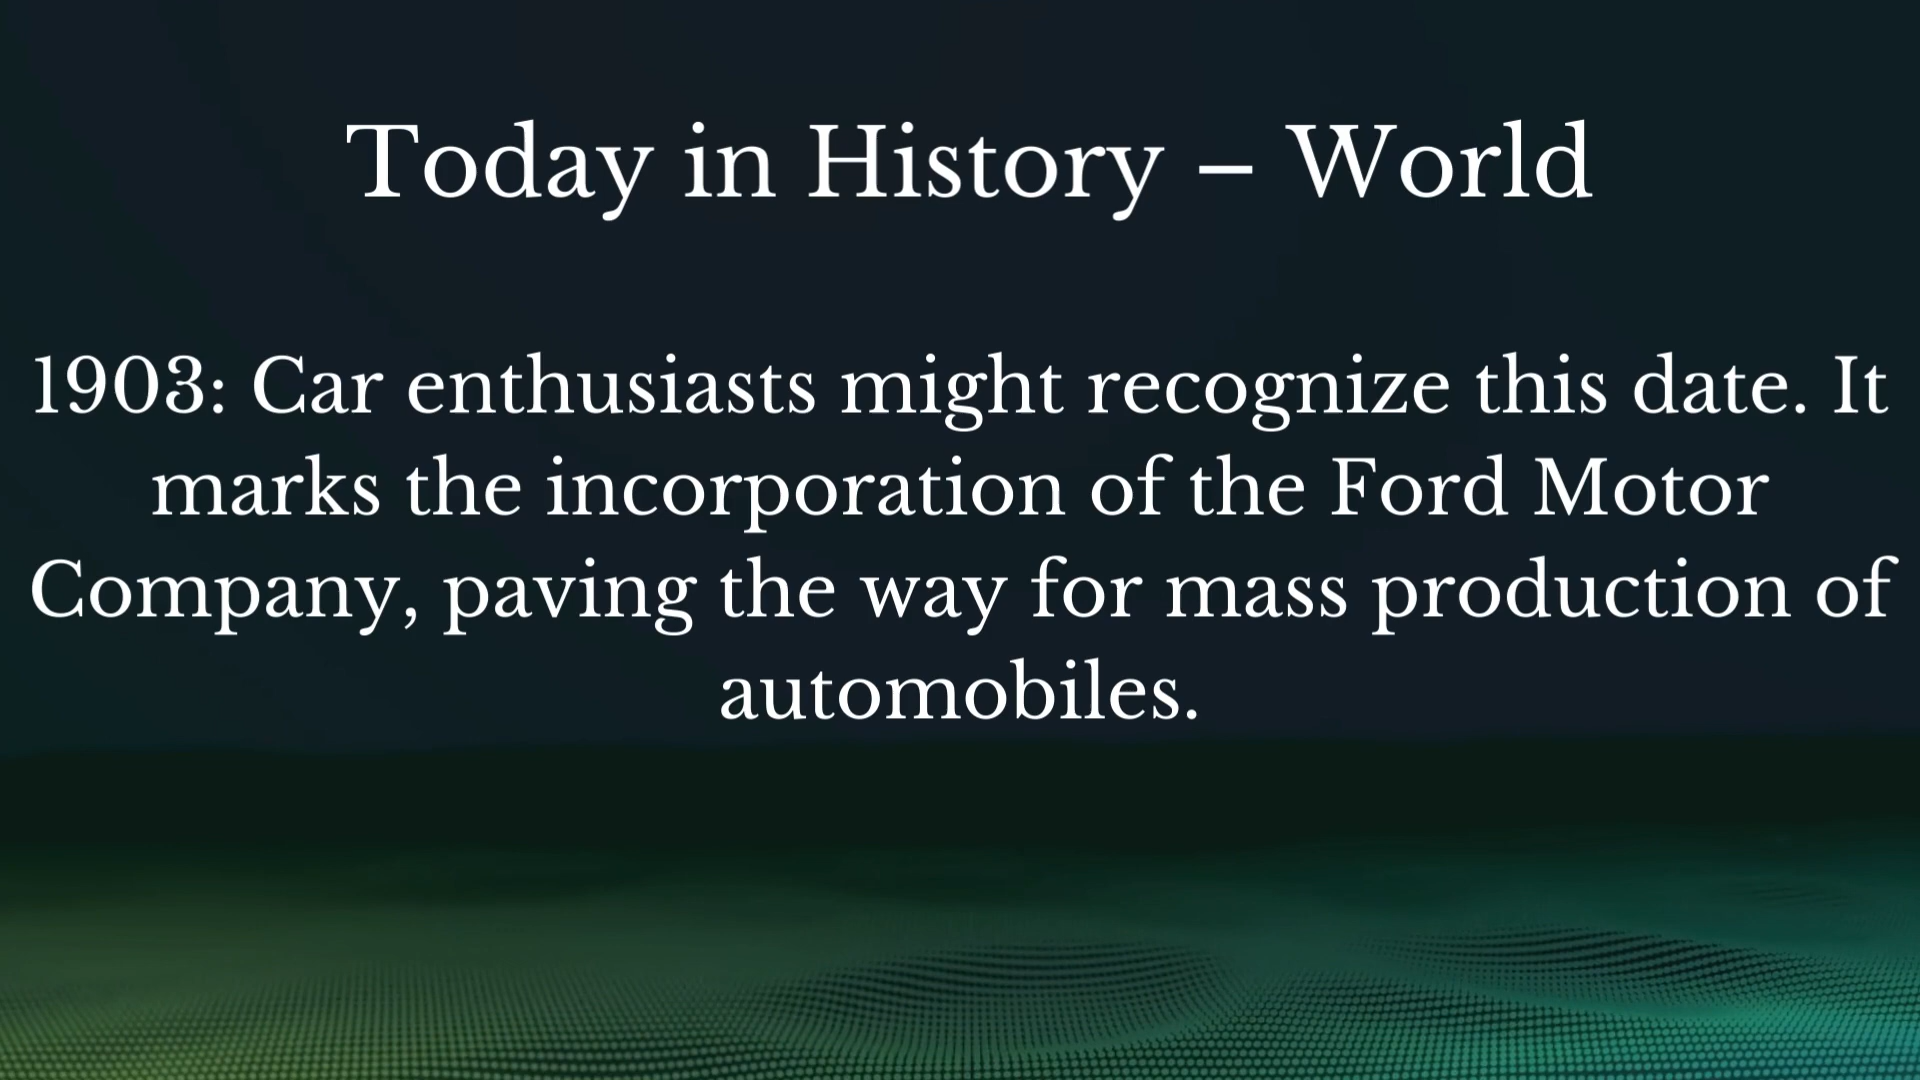 Today in History – World
1903: Car enthusiasts might recognize this date. It
marks the incorporation of the Ford Motor
Company, paving the way for mass production of
automobiles.